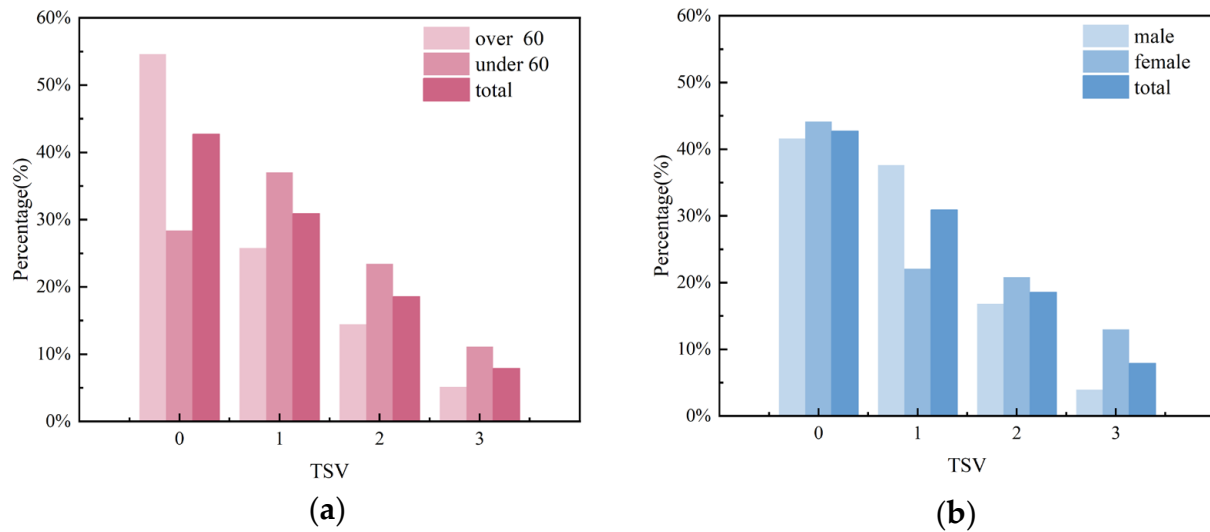 60%
50%
40%
30%
20%
10%
0%
Percentage(%)
over 60
under 60
total
0 1 2 3
TSV
(a)
60%
50%
40%
30%
20%
10%
0%
Percentage(%)
male
female
total
0 1 2 3
TSV
(b)